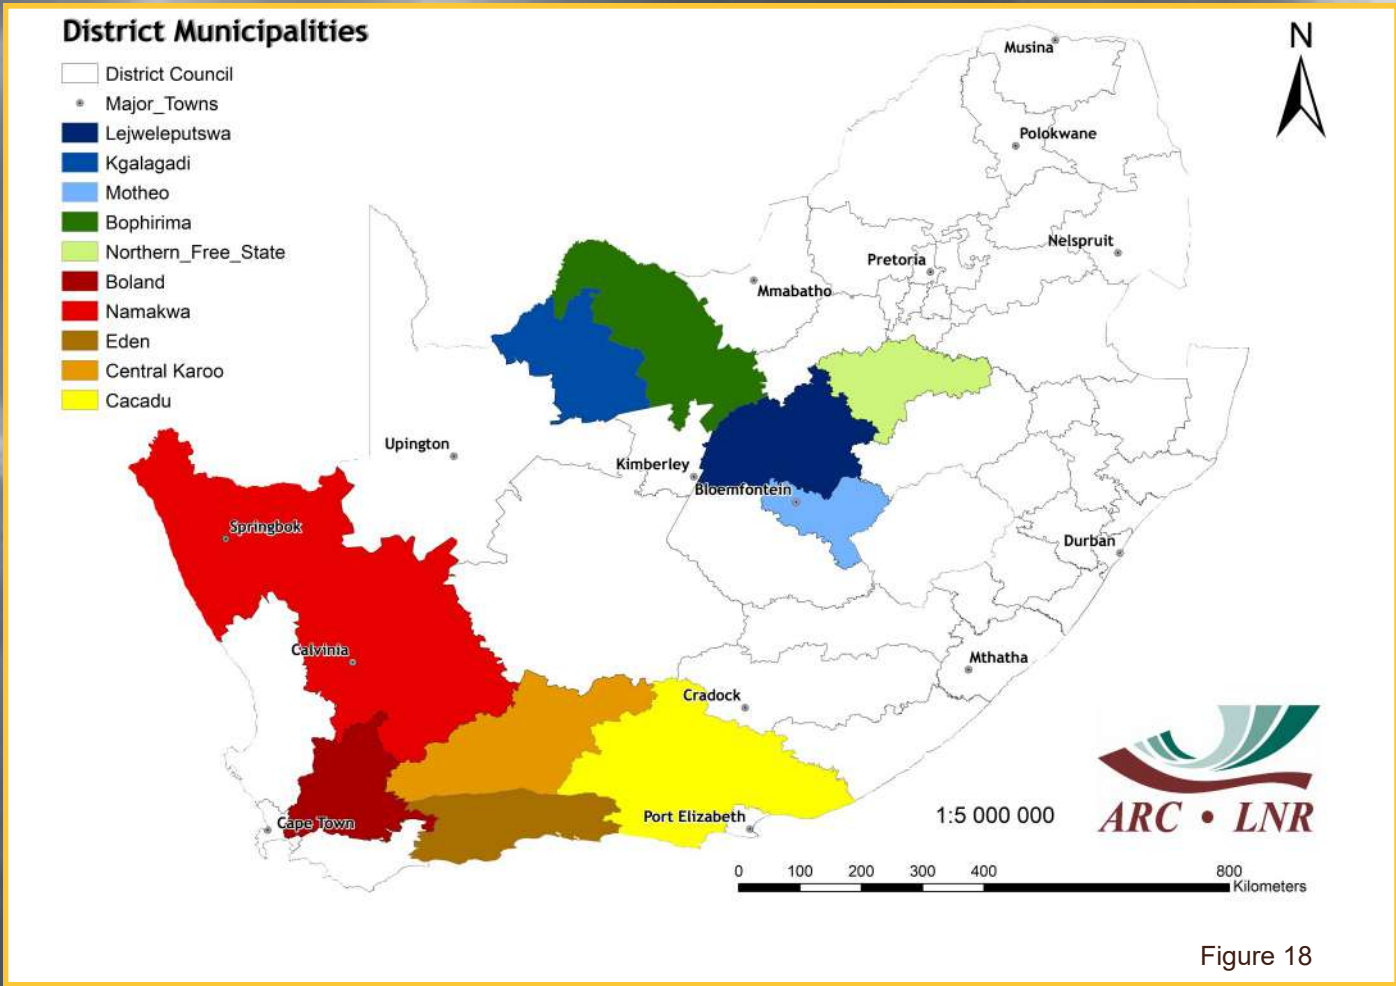 District Municipalities
District Council
Major_Towns
Lejweleputswa
Kgalagadi
Motheo
Bophirima
Northern_Free_State
Boland
Namakwa
Eden
Central Karoo
Cacadu
N
Musina
Polokwane
Nelspruit
Pretoria
Mmabatho
Upington
Kimberley
Bloemfontein
Springbok
Durban
Calvinia
Mthatha
Cradock
Port Elizabeth
Cape Town
1:5 000 000
ARC • LNR
0 100 200 300 400 800
Kilometers
Figure 18